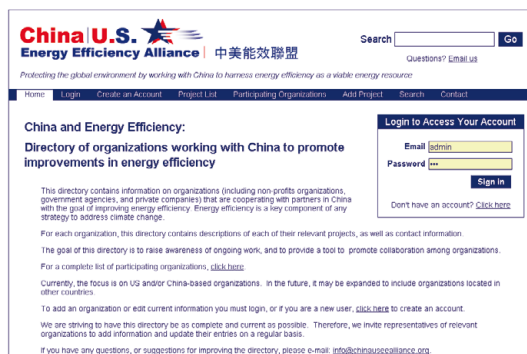 China U.S.
Energy Efficiency Alliance 中美能效聯盟
Search Go
Questions? Email us
Protecting the global environment by working with China to harness energy efficiency as a viable energy resource
Home Login Create an Account Project List Participating Organizations Add Project Search Contact
China and Energy Efficiency:
Directory of organizations working with China to promote
improvements in energy efficiency
Login to Access Your Account
Email admin
Password •••
Sign in
Don't have an account? Click here
This directory contains information on organizations (including non-profits organizations,
government agencies, and private companies) that are cooperating with partners in China
with the goal of improving energy efficiency. Energy efficiency is a key component of any
strategy to address climate change.
For each organization, this directory contains descriptions of each of their relevant projects, as well as contact information.
The goal of this directory is to raise awareness of ongoing work, and to provide a tool to promote collaboration among organizations.
For a complete list of participating organizations, click here.
Currently, the focus is on US and/or China-based organizations. In the future, it may be expanded to include organizations located in
other countries.
To add an organization or edit current information you must login, or if you are a new user, click here to create an account.
We are striving to have this directory be as complete and current as possible. Therefore, we invite representatives of relevant
organizations to add information and update their entries on a regular basis.
If you have any questions, or suggestions for improving the directory, please e-mail: info@chinauseealliance.org.